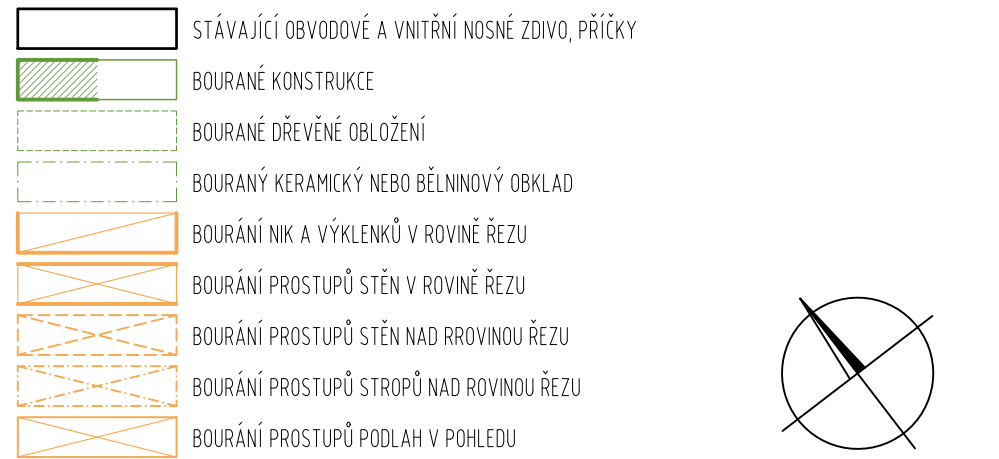 STÁVAJÍCÍ OBVODOVÉ A VNITŘNÍ NOSNÉ ZDIVO, PŘÍČKY
BOURANÉ KONSTRUKCE
BOURANÉ DŘEVĚNÉ OBLOŽENÍ
BOURANÝ KERAMICKÝ NEBO BĚLNINOVÝ OBKLAD
BOURÁNÍ NIK A VÝKLENKŮ V ROVINĚ ŘEZU
BOURÁNÍ PROSTUPŮ STĚN V ROVINĚ ŘEZU
BOURÁNÍ PROSTUPŮ STĚN NAD RROVINOU ŘEZU
BOURÁNÍ PROSTUPŮ STROPŮ NAD ROVINOU ŘEZU
BOURÁNÍ PROSTUPŮ PODLAH V POHLEDU